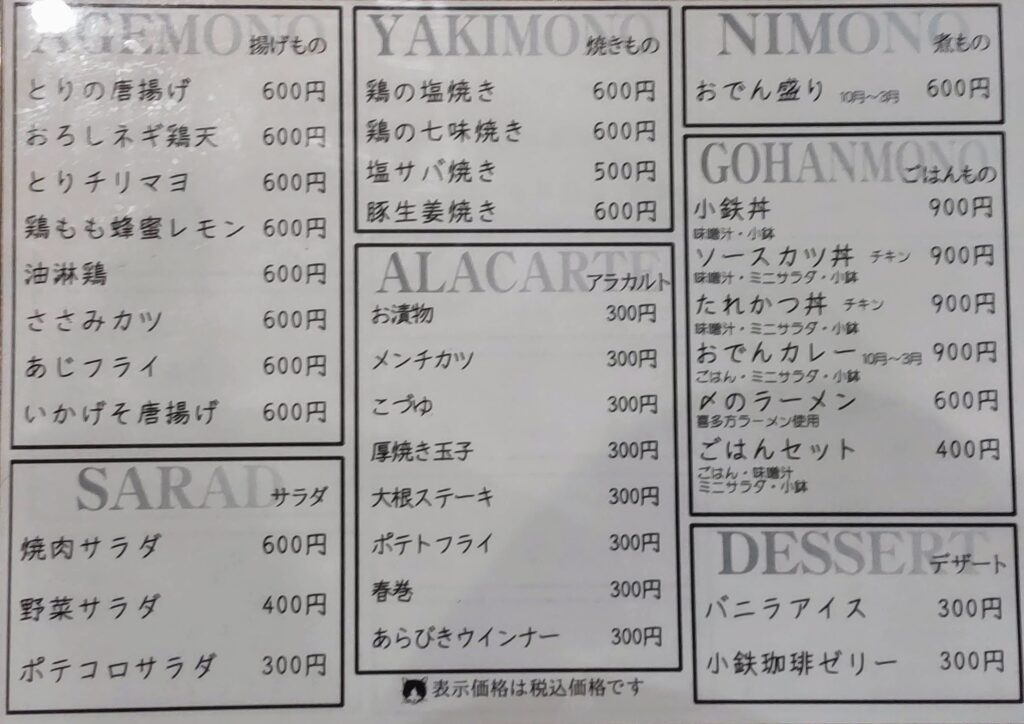 AGEMONO 揚げもの
とりの唐揚げ 600円
おろしネギ鶏天 600円
とりチリマヨ 600円
鶏もも蜂蜜レモン 600円
油淋鶏 600円
ささみカツ 600円
あじフライ 600円
いかげそ唐揚げ 600円
SARAD サラダ
焼肉サラダ 600円
野菜サラダ 400円
ポテコロサラダ 300円
YAKIMONO 焼きもの
鶏の塩焼き 600円
鶏の七味焼き 600円
塩サバ焼き 500円
豚生姜焼き 600円
ALACARTE アラカルト
お漬物 300円
メンチカツ 300円
こづゆ 300円
厚焼き玉子 300円
大根ステーキ 300円
ポテトフライ 300円
春巻 300円
あらびきウインナー 300円
表示価格は税込価格です
NIMONO 煮もの
おでん盛り 10月〜3月 600円
GOHANMONO ごはんもの
小鉄丼 900円
味噌汁・小鉢
ソースカツ丼 チキン 900円
味噌汁・ミニサラダ・小鉢
たれかつ丼 チキン 900円
味噌汁・ミニサラダ・小鉢
おでんカレー 10月〜3月 900円
ごはん・ミニサラダ・小鉢
〆のラーメン 600円
喜多方ラーメン使用
ごはんセット 400円
ごはん・味噌汁
ミニサラダ・小鉢
DESSERT デザート
バニラアイス 300円
小鉄珈琲ゼリー 300円